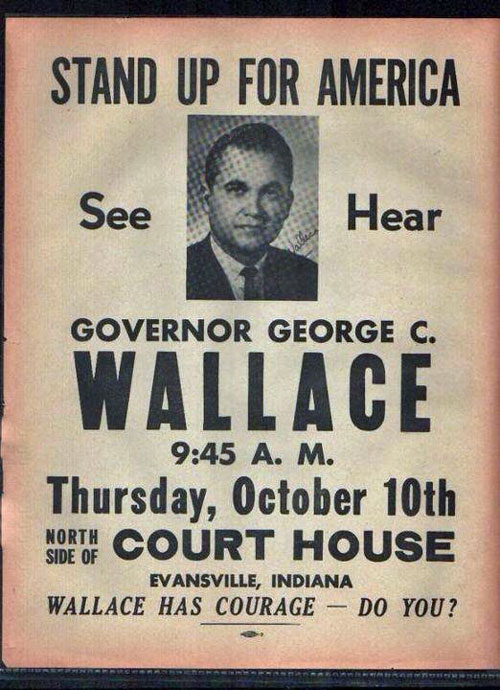 STAND UP FOR AMERICA
See
Hear
Wallace
GOVERNOR GEORGE C.
WALLACE
9:45 A. M.
Thursday, October 10th
NORTH
SIDE OF
COURT HOUSE
EVANSVILLE, INDIANA
WALLACE HAS COURAGE — DO YOU?